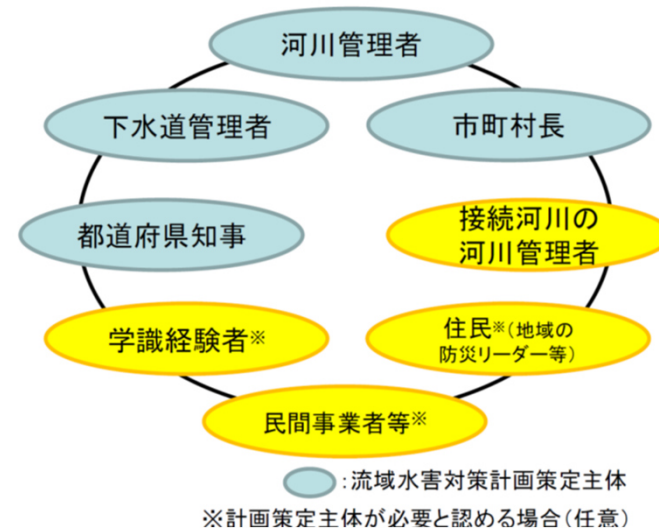 河川管理者
下水道管理者
市町村長
都道府県知事
接続河川の
河川管理者
学識経験者※
住民※(地域の
防災リーダー等)
民間事業者等※
:流域水害対策計画策定主体
※計画策定主体が必要と認める場合(任意)